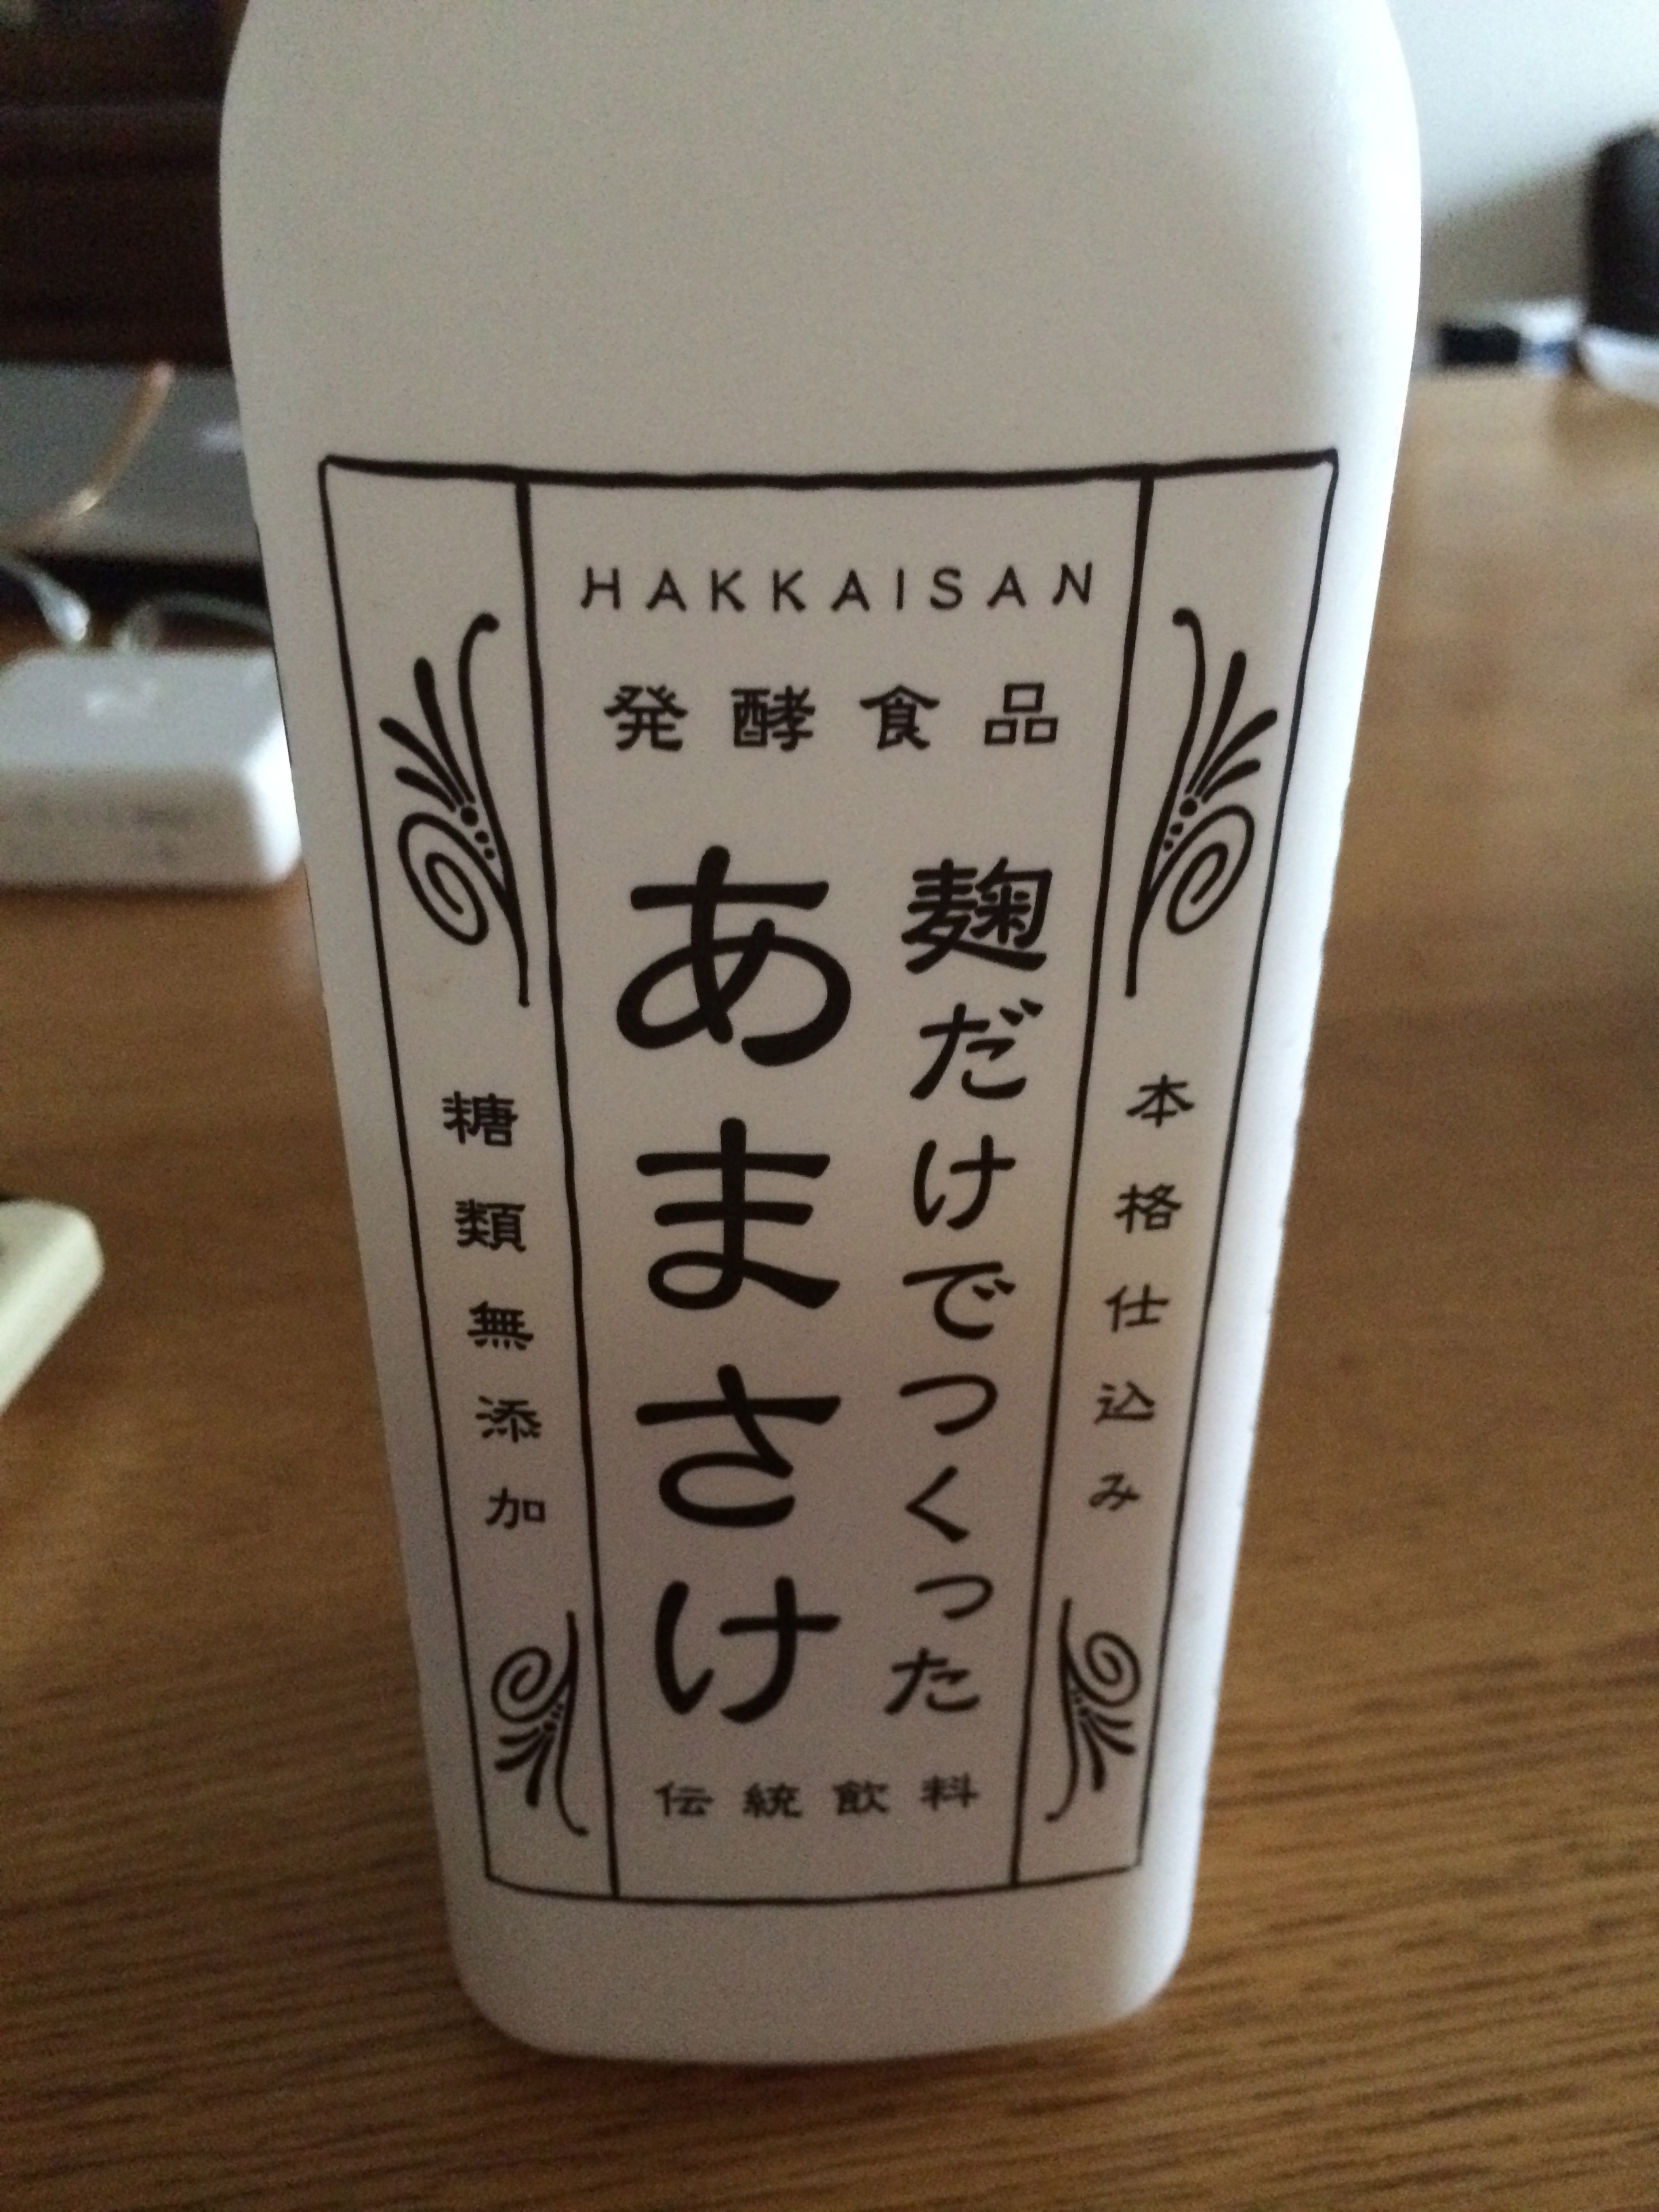 HAKKAISAN
発酵食品
本格仕込み
麹だけでつくった
あまさけ
糖類無添加
伝統飲料